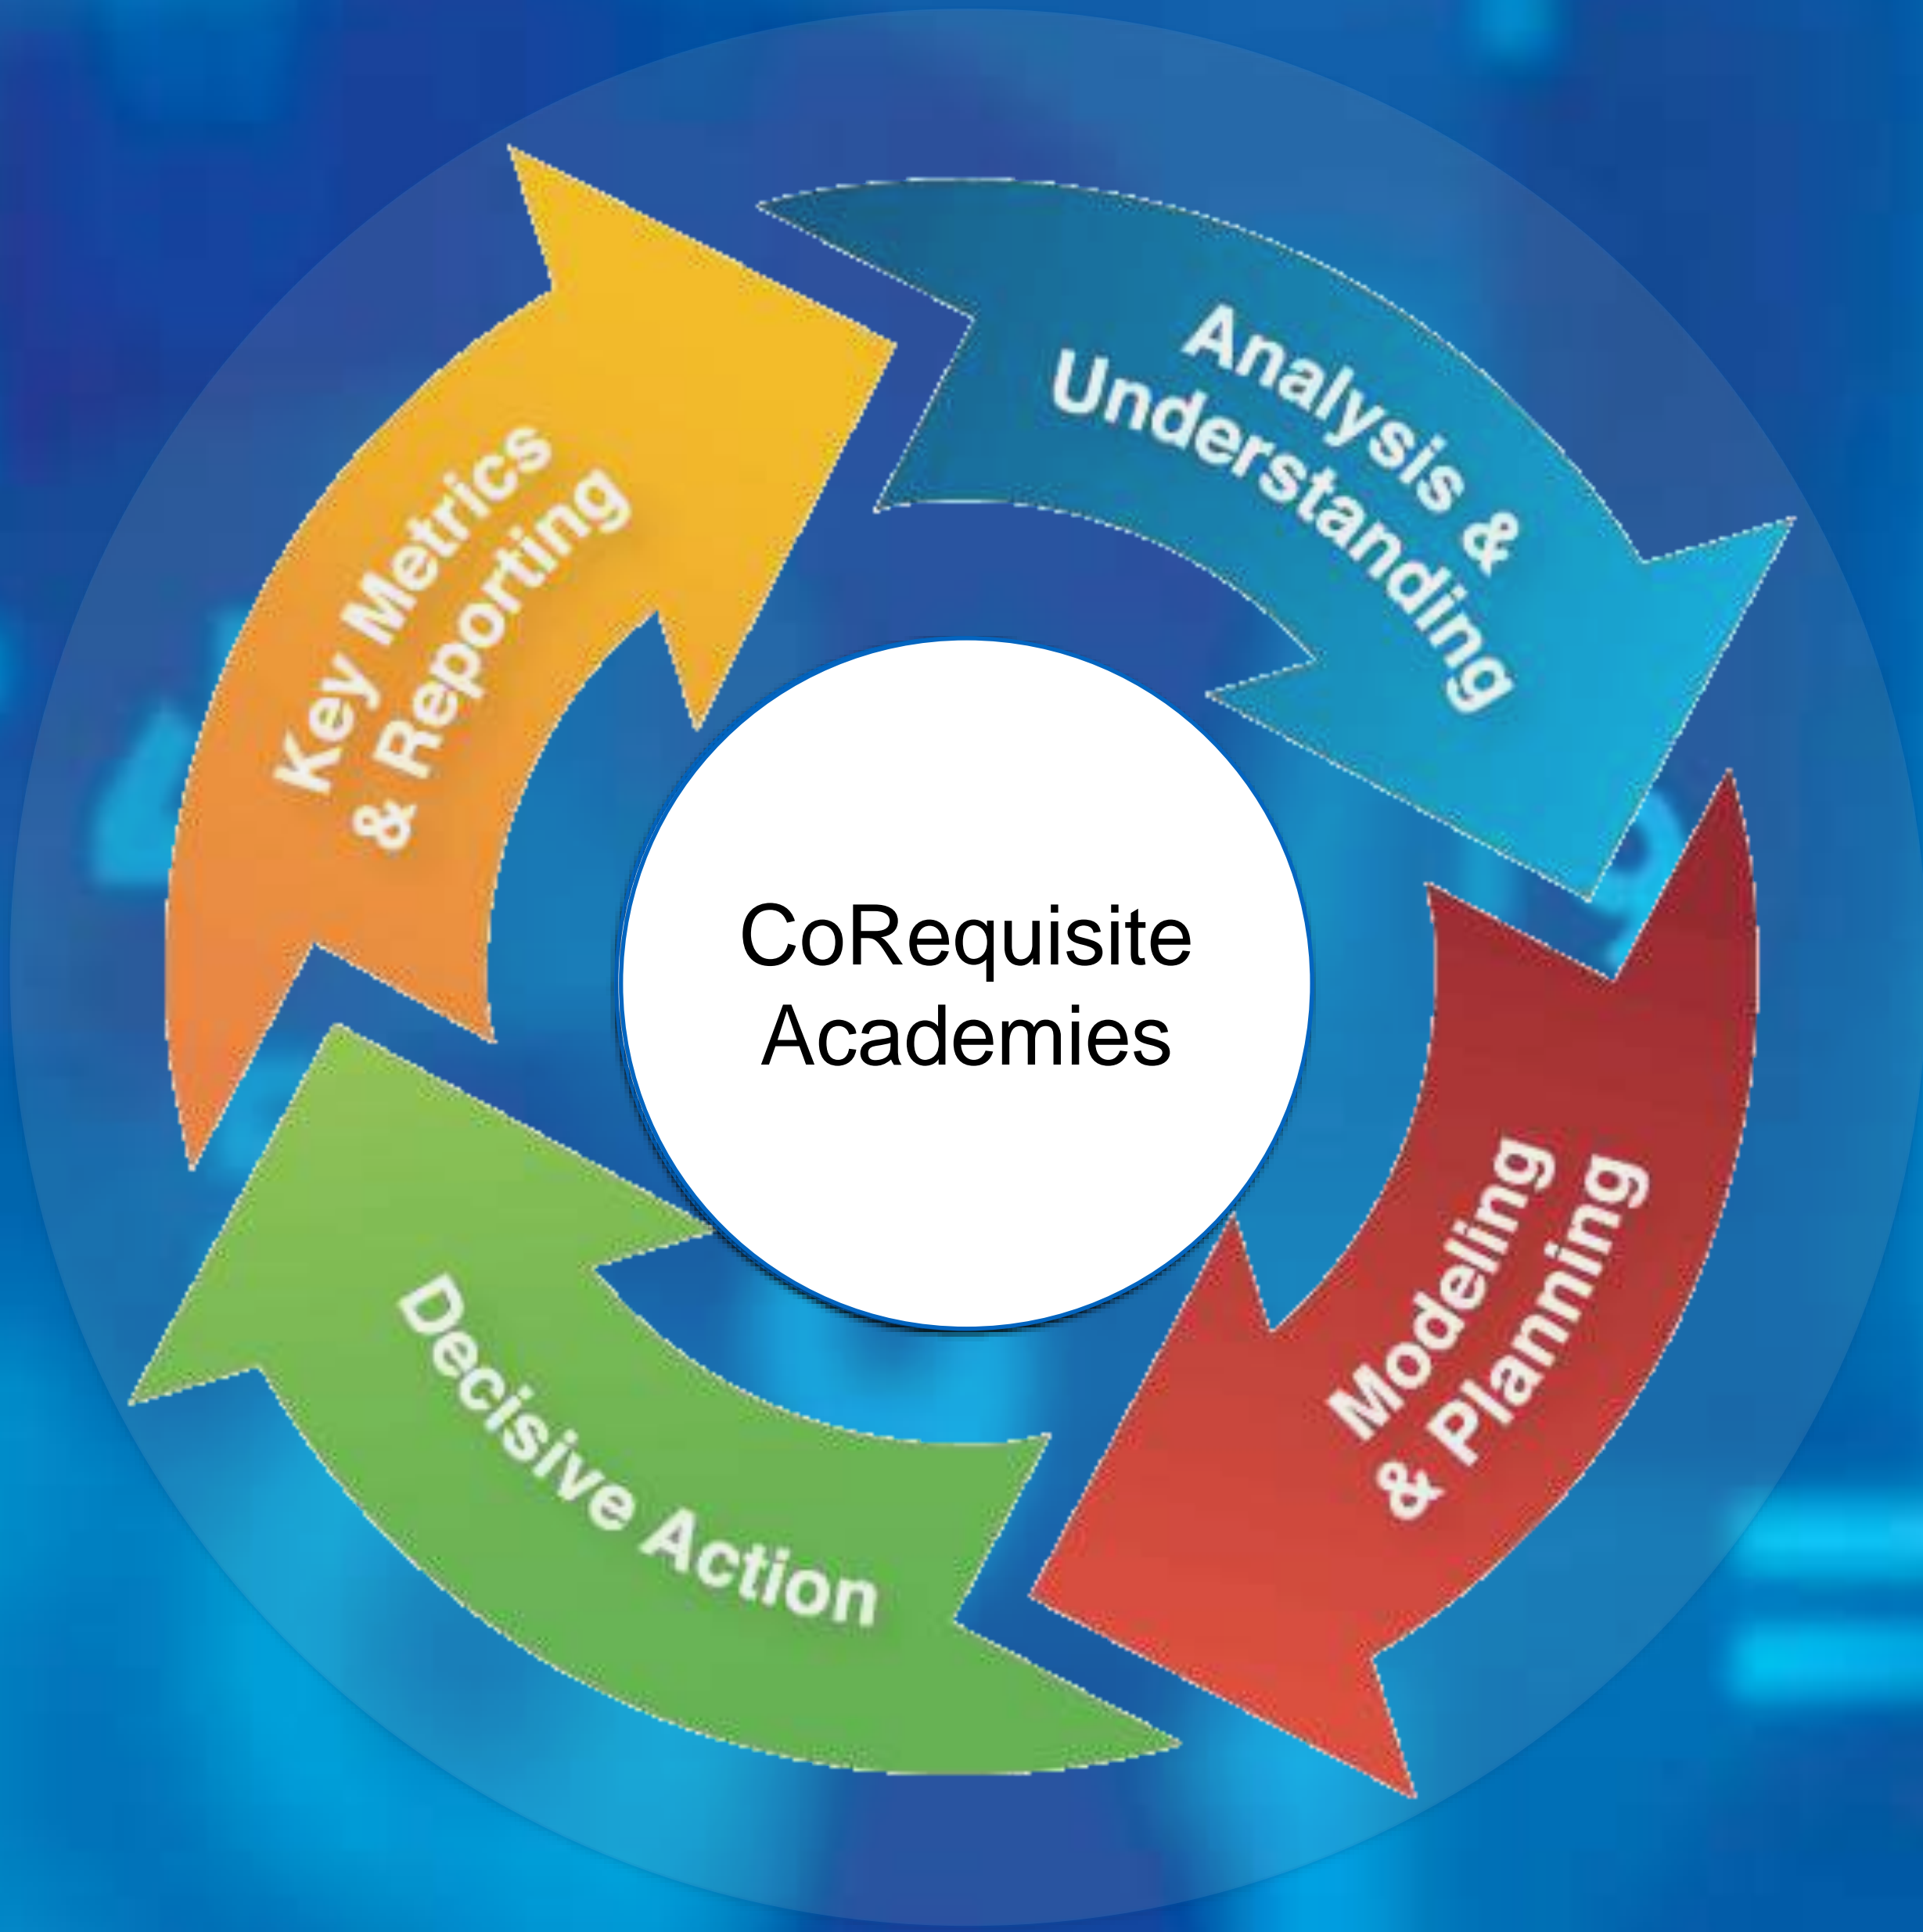 Analysis &
Understanding
Key Metrics
& Reporting
CoRequisite
Academies
Modeling
& Planning
Decisive Action